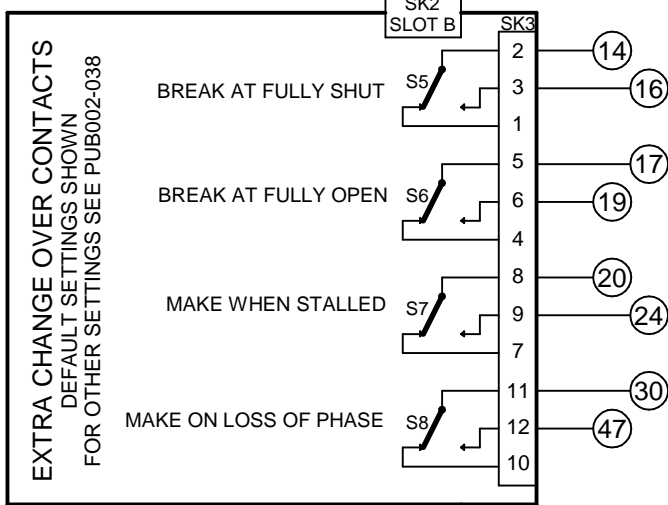 SK2
SLOT B
SK3
EXTRA CHANGE OVER CONTACTS
DEFAULT SETTINGS SHOWN
FOR OTHER SETTINGS SEE PUB002-038
BREAK AT FULLY SHUT
S5
2
14
3
16
1
BREAK AT FULLY OPEN
S6
5
17
6
19
4
MAKE WHEN STALLED
S7
8
20
9
24
7
MAKE ON LOSS OF PHASE
S8
11
30
12
47
10